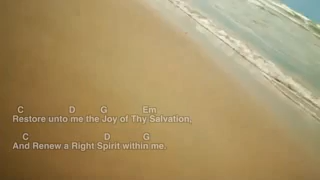 C D G Em
Restore unto me the Joy of Thy Salvation,
C D G
And Renew a Right Spirit within me.